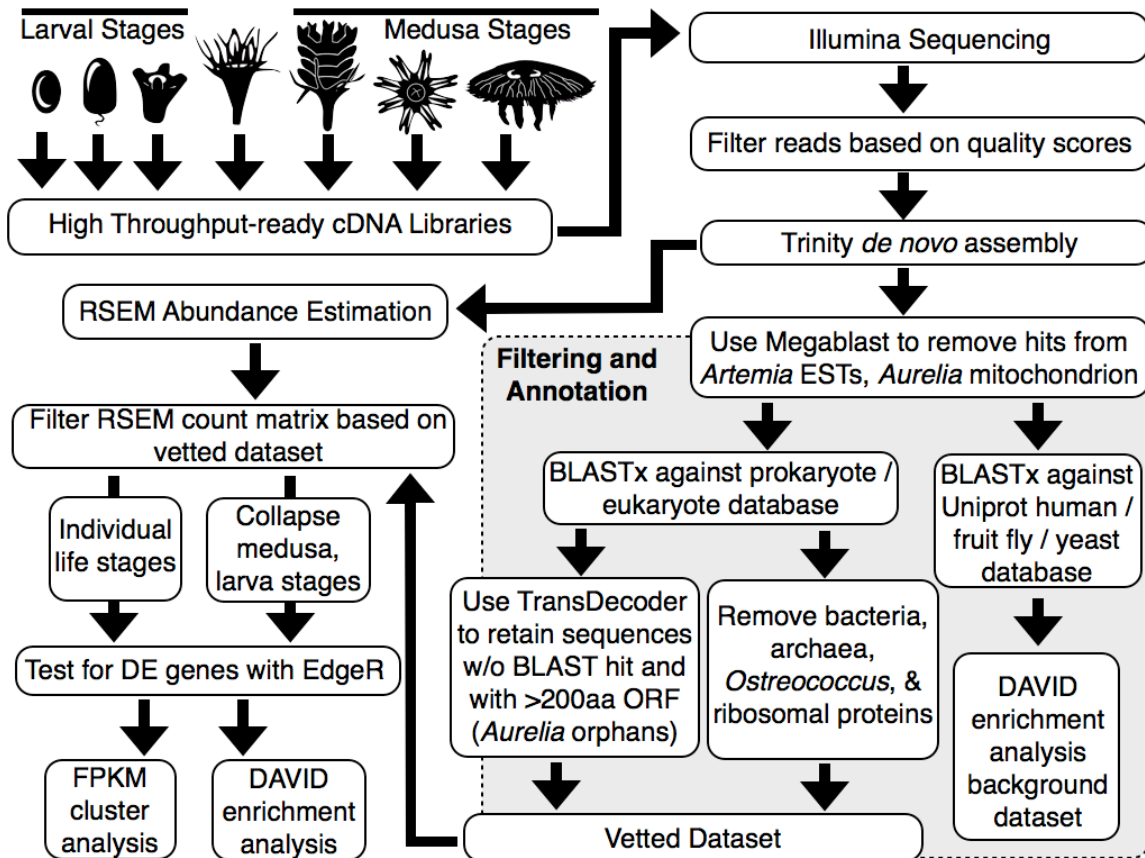 Larval Stages
Medusa Stages
High Throughput-ready cDNA Libraries
Illumina Sequencing
Filter reads based on quality scores
Trinity de novo assembly
RSEM Abundance Estimation
Filter RSEM count matrix based on
vetted dataset
Individual
life stages
Collapse
medusa,
larva stages
Test for DE genes with EdgeR
FPKM
cluster
analysis
DAVID
enrichment
analysis
Filtering and
Annotation
Use Megablast to remove hits from
Artemia ESTs, Aurelia mitochondrion
BLASTx against prokaryote /
eukaryote database
BLASTx against
Uniprot human /
fruit fly / yeast
database
Use TransDecoder
to retain sequences
w/o BLAST hit and
with >200aa ORF
(Aurelia orphans)
Remove bacteria,
archaea,
Ostreococcus, &
ribosomal proteins
DAVID
enrichment
analysis
background
dataset
Vetted Dataset